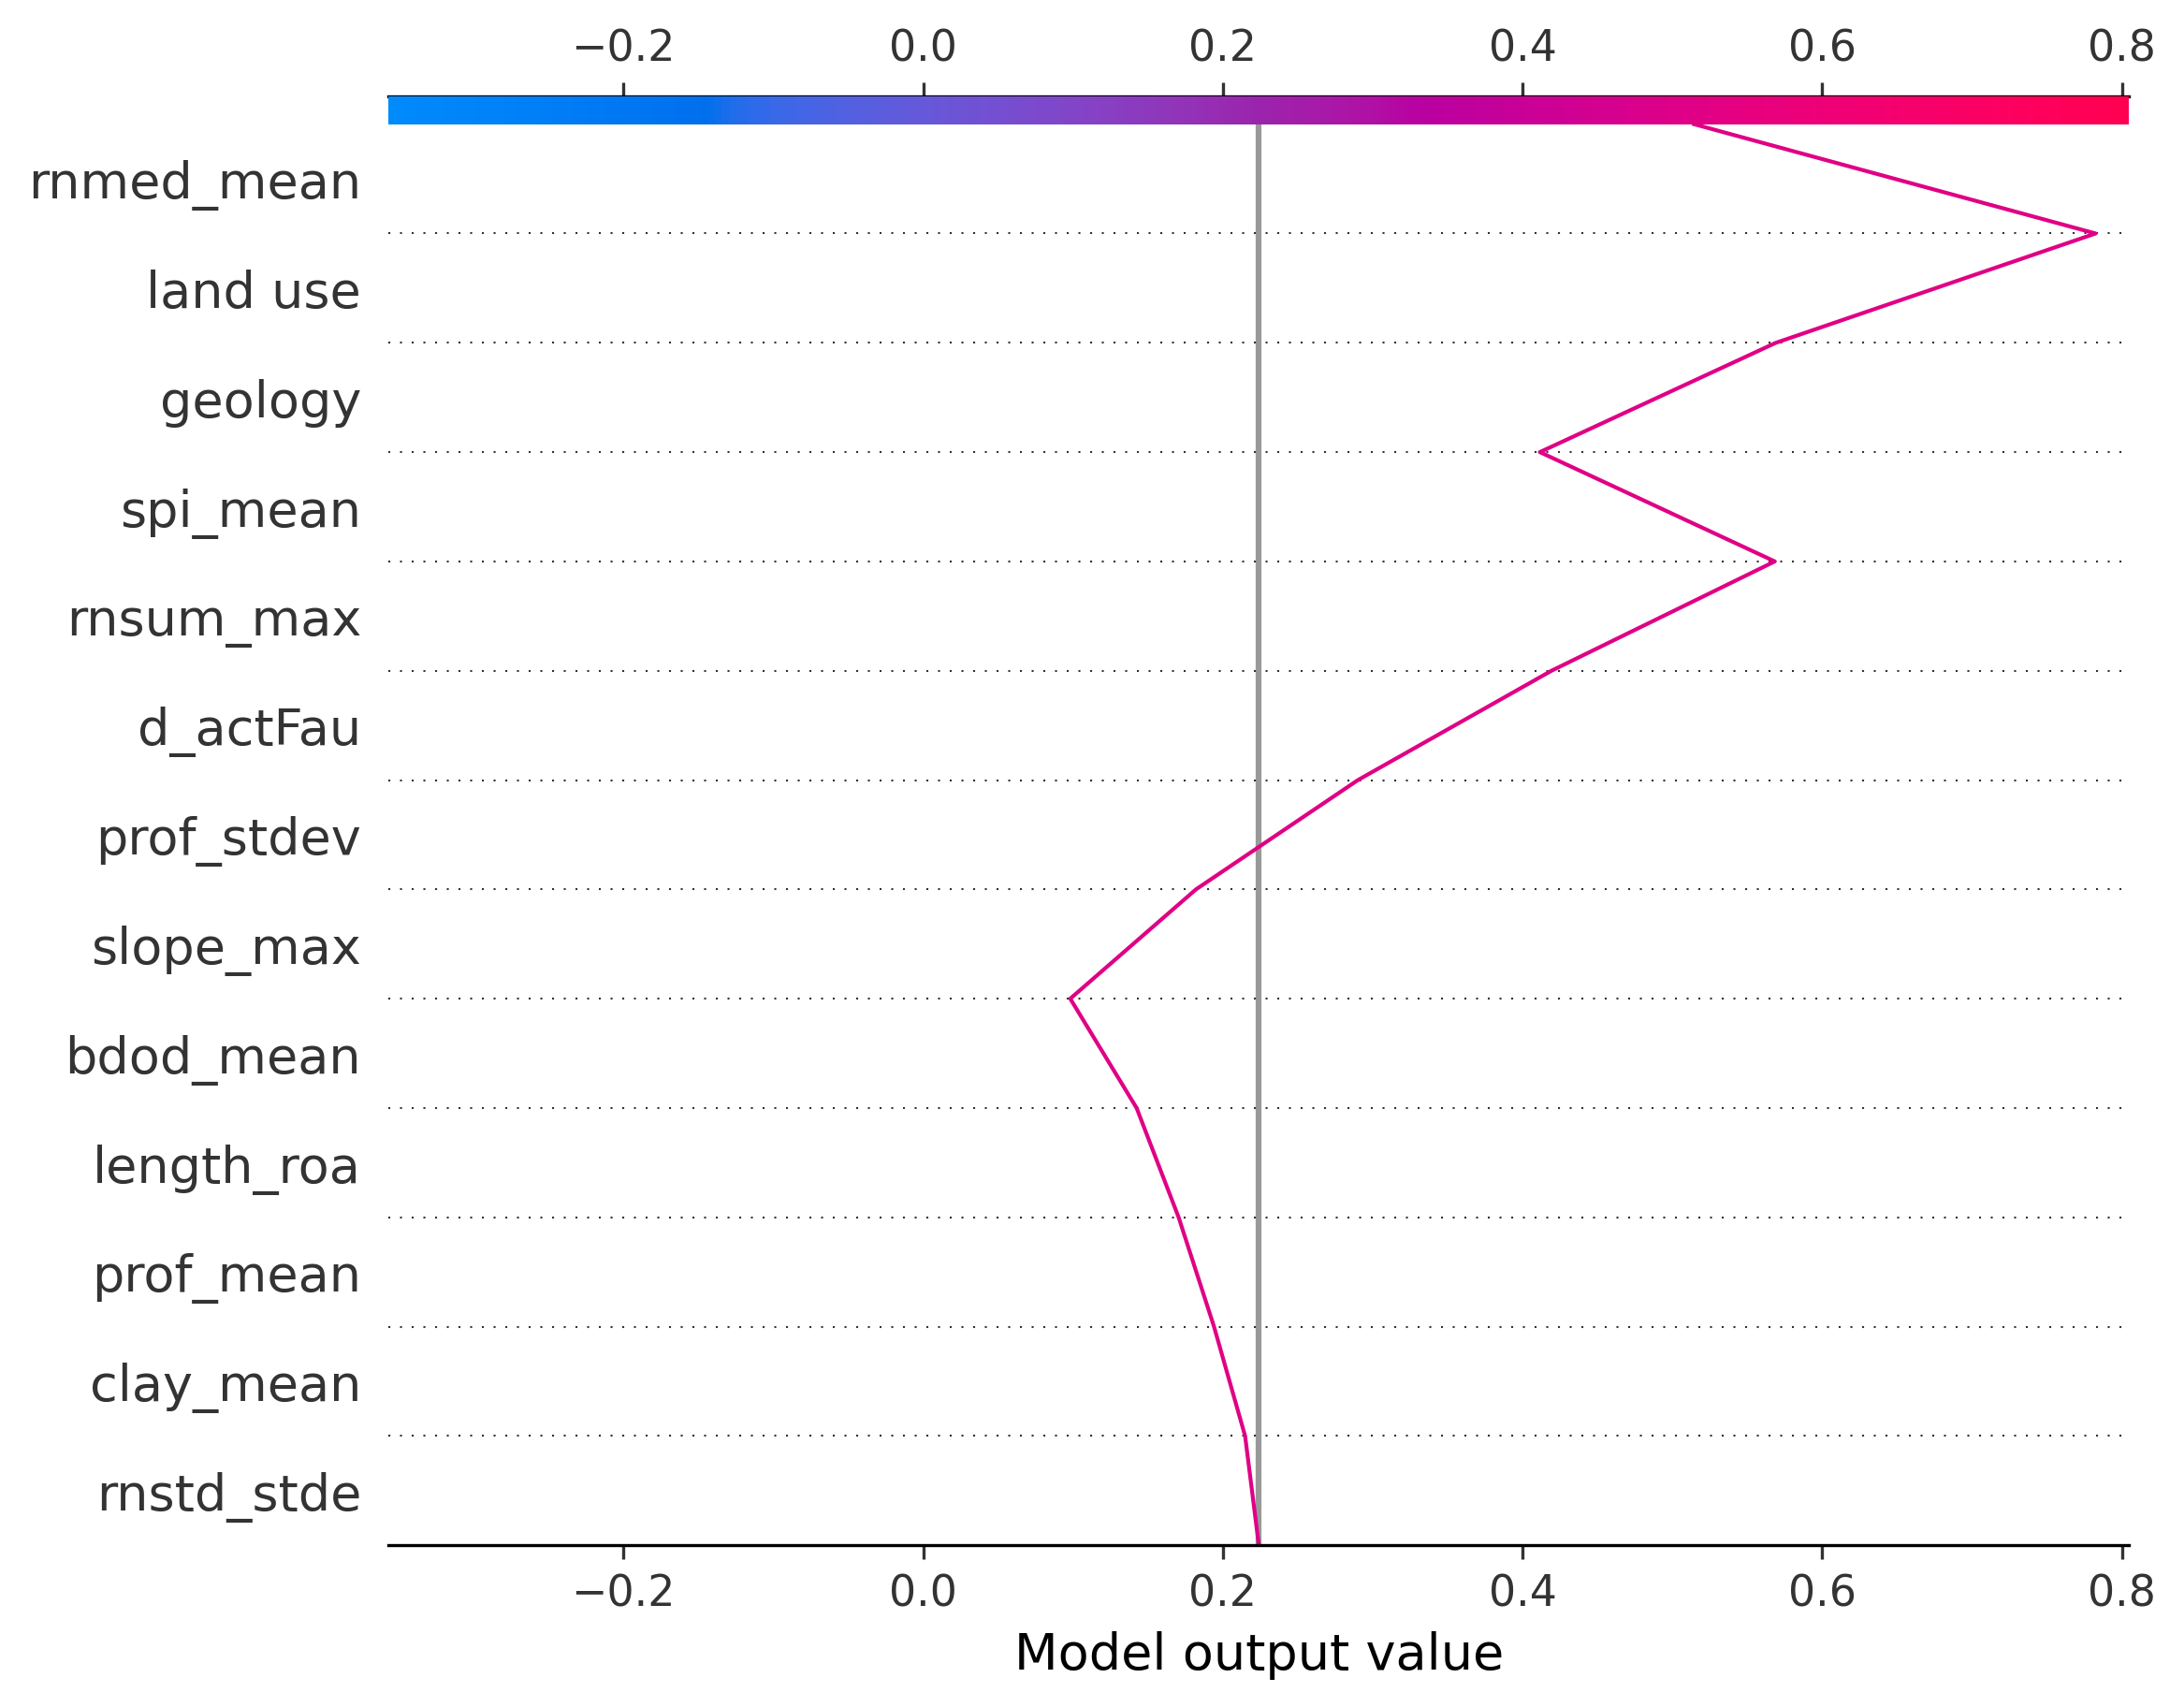 −0.2 0.0 0.2 0.4 0.6 0.8
rnmed_mean
land use
geology
spi_mean
rnsum_max
d_actFau
prof_stdev
slope_max
bdod_mean
length_roa
prof_mean
clay_mean
rnstd_stde
−0.2 0.0 0.2 0.4 0.6 0.8
Model output value